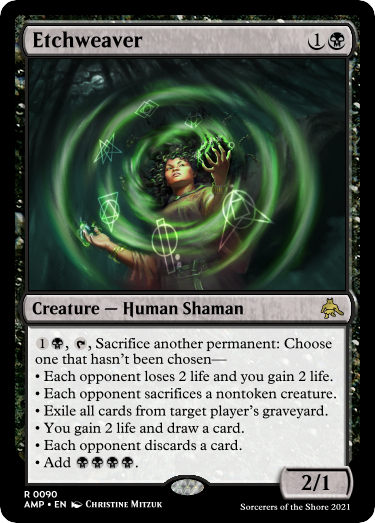 Etchweaver 1
Creature — Human Shaman
1 , , Sacrifice another permanent: Choose
one that hasn't been chosen—
• Each opponent loses 2 life and you gain 2 life.
• Each opponent sacrifices a nontoken creature.
• Exile all cards from target player's graveyard.
• You gain 2 life and draw a card.
• Each opponent discards a card.
• Add .
2/1
R 0090
AMP • EN Christine Mitzuk
Sorcerers of the Shore 2021